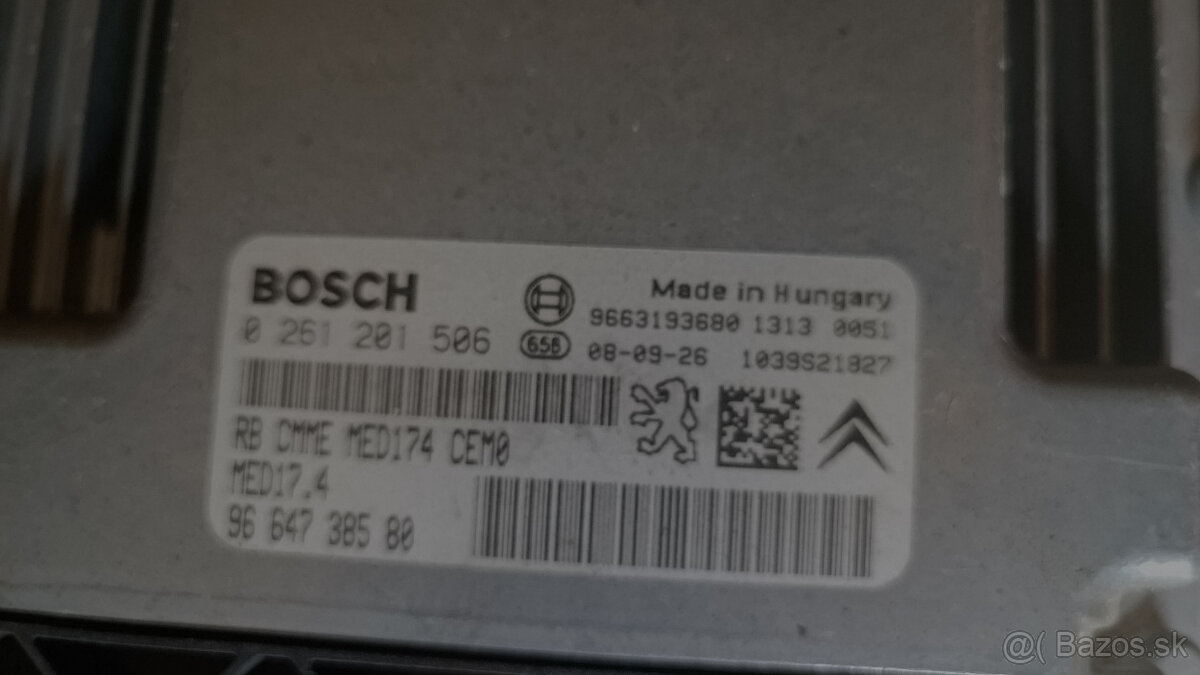 BOSCH
Made in Hungary
9663193680 1313 0051
0 261 201 506
658
08-09-26 1039S21827
RB CMME MED174 CEM0
MED17.4
96 647 385 80
@( Bazos.sk